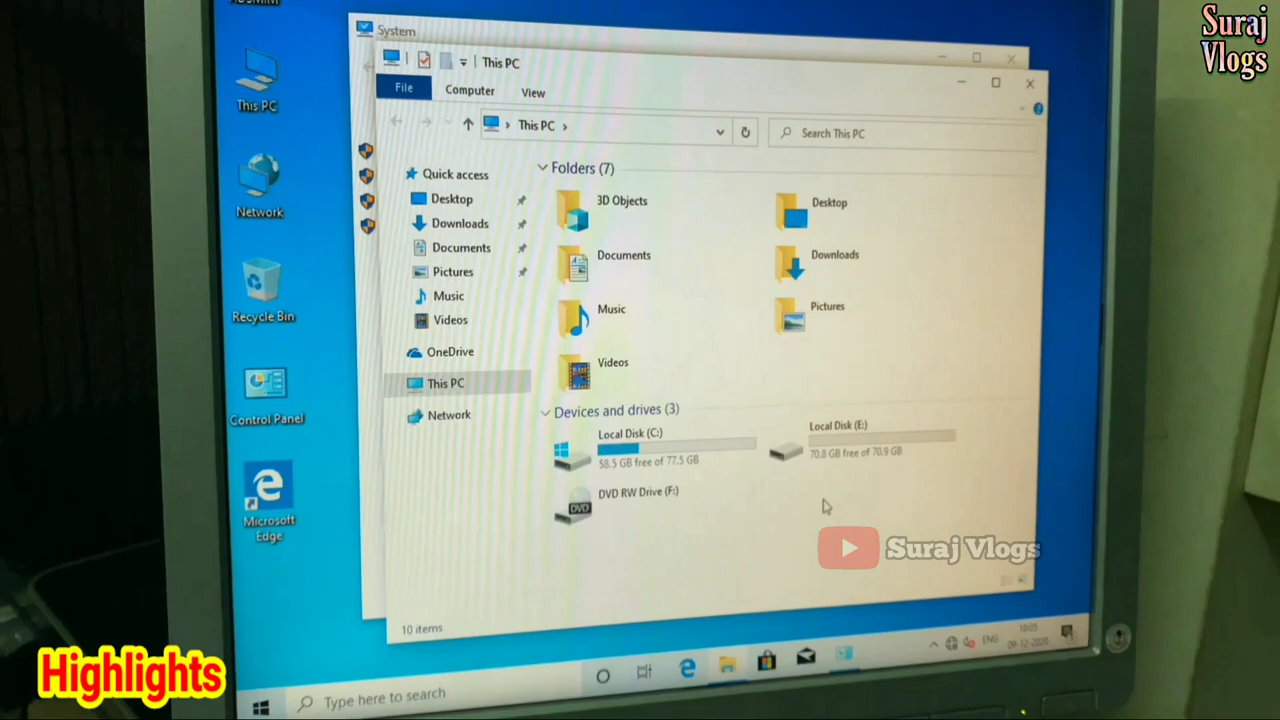 Suraj
Vlogs
System
This PC
File
Computer
View
This PC
Search This PC
This PC
Network
Recycle Bin
Control Panel
Microsoft
Edge
Quick access
Desktop
Downloads
Documents
Pictures
Music
Videos
OneDrive
This PC
Network
Folders (7)
3D Objects
Desktop
Documents
Downloads
Music
Pictures
Videos
Devices and drives (3)
Local Disk (C:)
58.5 GB free of 77.5 GB
Local Disk (E:)
70.8 GB free of 70.9 GB
DVD RW Drive (F:)
DVD
Suraj Vlogs
10 items
Highlights
Type here to search
ENG
09-12-2020